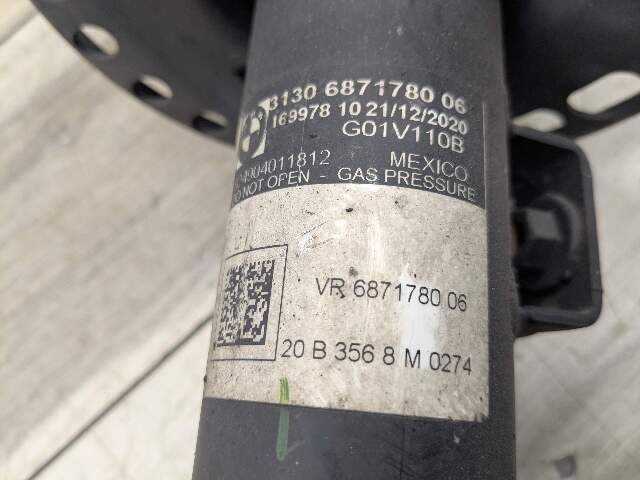 3130 6871780 06
169978 10 21/12/2020
G01V110B
4904011812 MEXICO
DO NOT OPEN - GAS PRESSURE
VR 6871780 06
20 B 356 8 M 0274